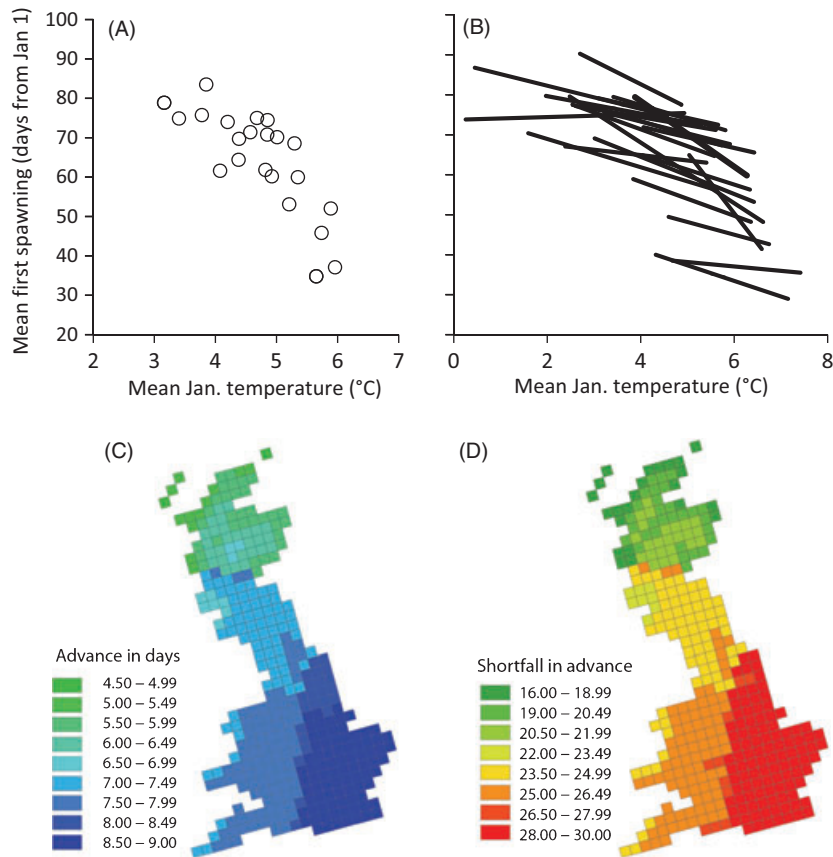 (A)
(B)
Mean first spawning (days from Jan 1)
100
90
80
70
60
50
40
30
20
2 3 4 5 6 7
0 2 4 6 8
Mean Jan. temperature (°C)
Mean Jan. temperature (°C)
(C)
(D)
Advance in days
4.50 – 4.99
5.00 – 5.49
5.50 – 5.99
6.00 – 6.49
6.50 – 6.99
7.00 – 7.49
7.50 – 7.99
8.00 – 8.49
8.50 – 9.00
Shortfall in advance
16.00 – 18.99
19.00 – 20.49
20.50 – 21.99
22.00 – 23.49
23.50 – 24.99
25.00 – 26.49
26.50 – 27.99
28.00 – 30.00